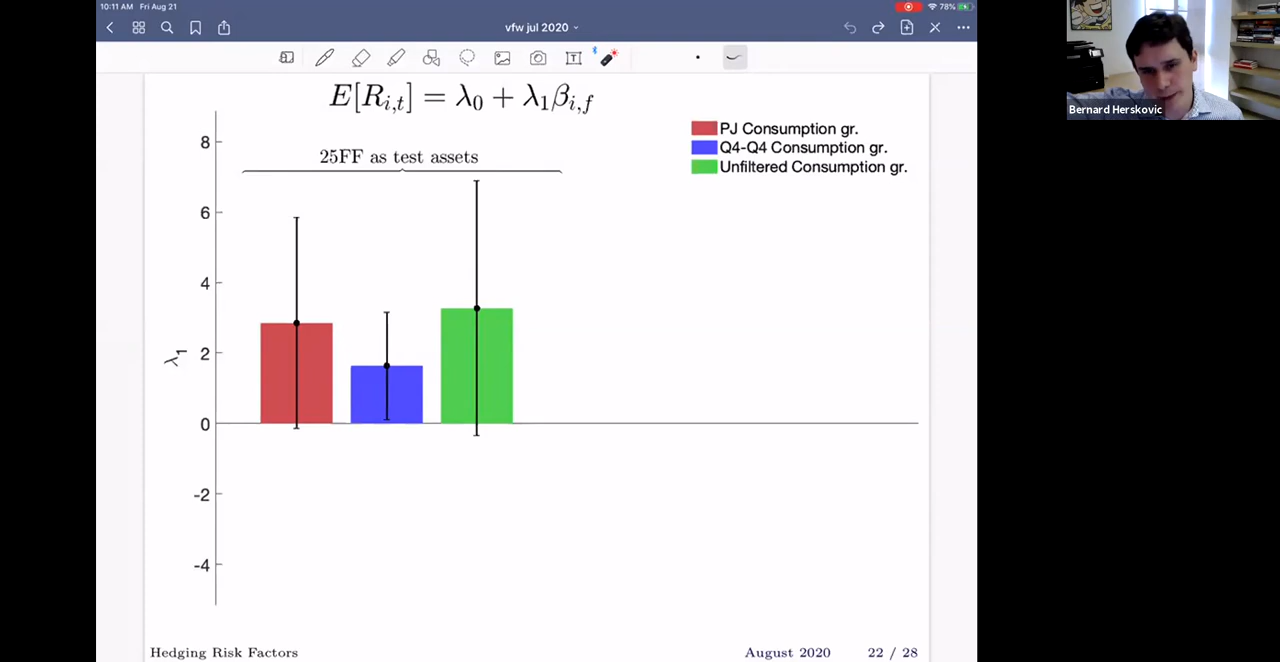 10:11 AM Fri Aug 21
78%
vfw jul 2020
T
E[R_{i,t}] = λ_0 + λ_1β_{i,f}
PJ Consumption gr.
Q4-Q4 Consumption gr.
Unfiltered Consumption gr.
25FF as test assets
8
6
4
2
0
-2
-4
λ_1
Hedging Risk Factors
August 2020
22 / 28
Bernard Herskovic